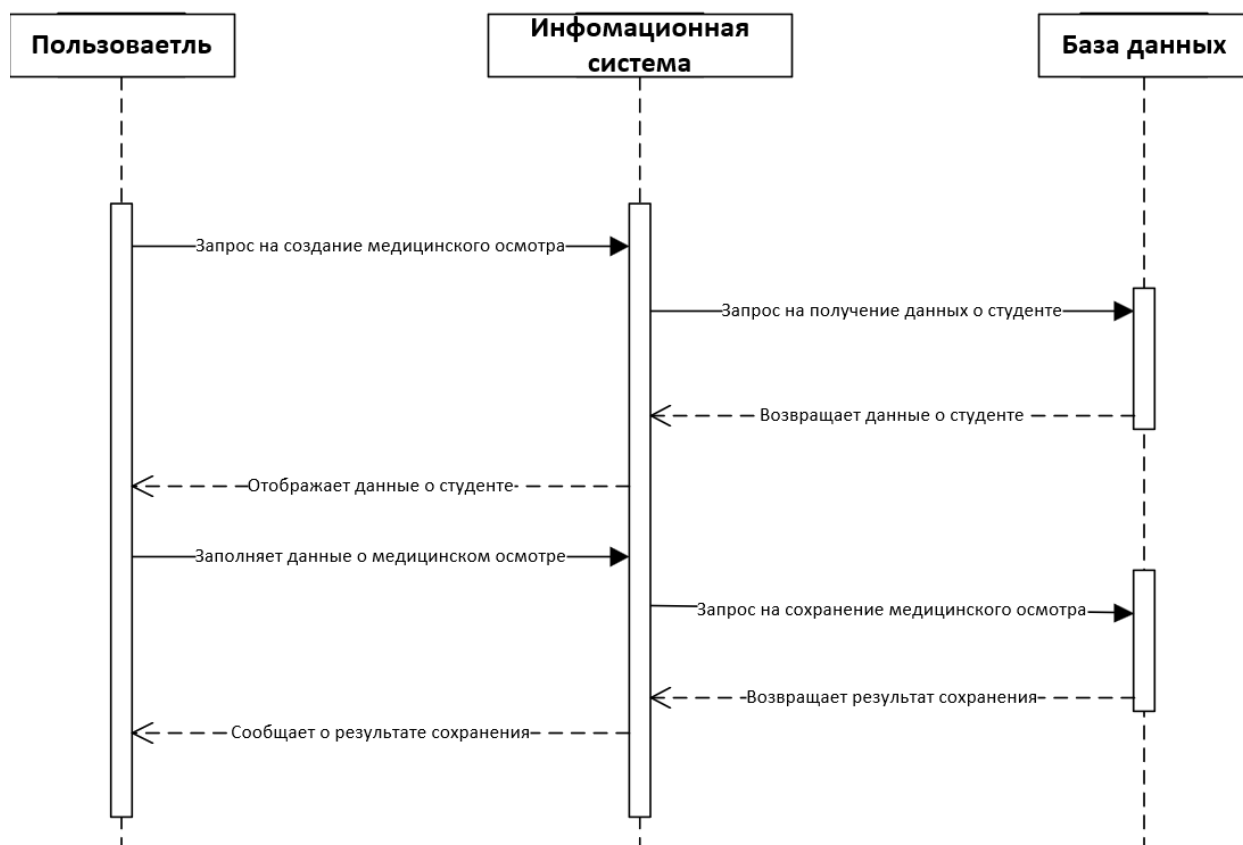 Пользоваетль
Инфомационная
система
База данных
Запрос на создание медицинского осмотра
Запрос на получение данных о студенте
Возвращает данные о студенте
Отображает данные о студенте
Заполняет данные о медицинском осмотре
Запрос на сохранение медицинского осмотра
Возвращает результат сохранения
Сообщает о результате сохранения